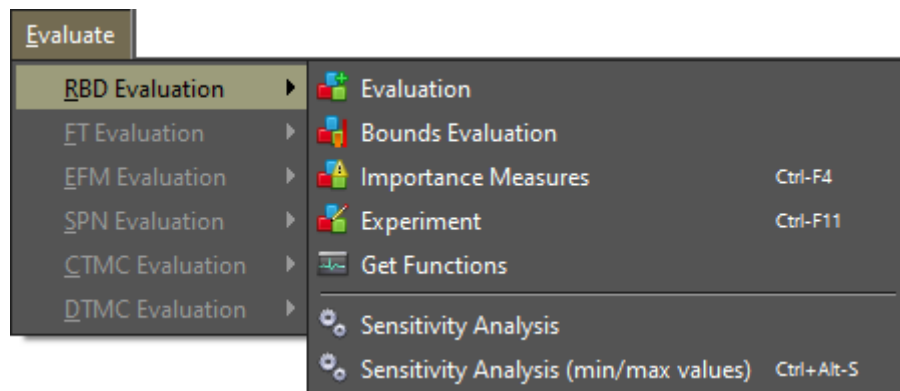 Evaluate
RBD Evaluation
FT Evaluation
EFM Evaluation
SPN Evaluation
CTMC Evaluation
DTMC Evaluation
Evaluation
Bounds Evaluation
Importance Measures Ctrl-F4
Experiment Ctrl-F11
Get Functions
Sensitivity Analysis
Sensitivity Analysis (min/max values) Ctrl+Alt-S